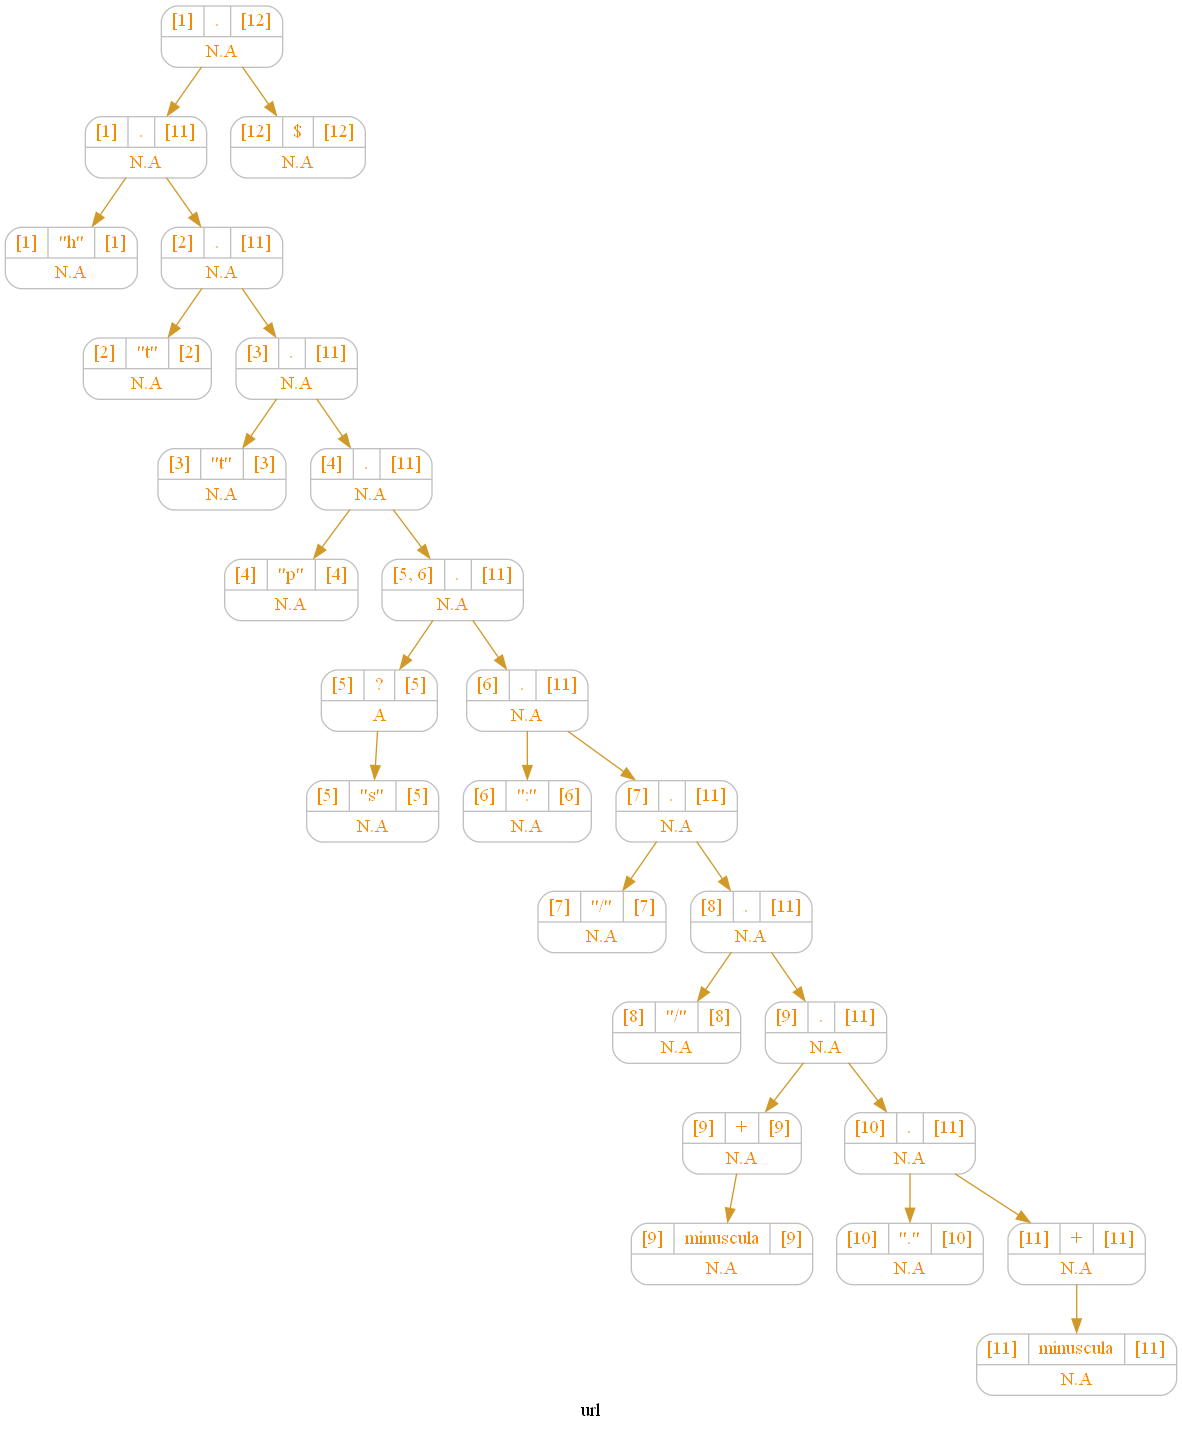 [1] . [12]
N.A
[1] . [11]
N.A
[12] $ [12]
N.A
[1] "h" [1]
N.A
[2] . [11]
N.A
[2] "t" [2]
N.A
[3] . [11]
N.A
[3] "t" [3]
N.A
[4] . [11]
N.A
[4] "p" [4]
N.A
[5, 6] . [11]
N.A
[5] ? [5]
A
[6] . [11]
N.A
[5] "s" [5]
N.A
[6] ":" [6]
N.A
[7] . [11]
N.A
[7] "/" [7]
N.A
[8] . [11]
N.A
[8] "/" [8]
N.A
[9] . [11]
N.A
[9] + [9]
N.A
[10] . [11]
N.A
[9] minuscula [9]
N.A
[10] "." [10]
N.A
[11] + [11]
N.A
[11] minuscula [11]
N.A
url